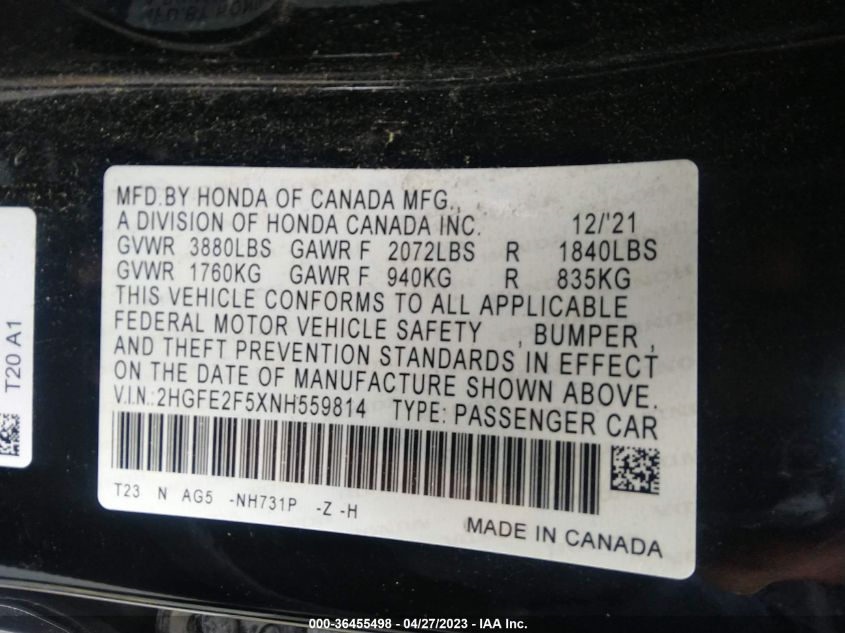 MFD.BY HONDA OF CANADA MFG.,
A DIVISION OF HONDA CANADA INC. 12/'21
GVWR 3880LBS GAWR F 2072LBS R 1840LBS
GVWR 1760KG GAWR F 940KG R 835KG
THIS VEHICLE CONFORMS TO ALL APPLICABLE
FEDERAL MOTOR VEHICLE SAFETY , BUMPER ,
AND THEFT PREVENTION STANDARDS IN EFFECT
ON THE DATE OF MANUFACTURE SHOWN ABOVE.
V.I.N.:2HGFE2F5XNH559814 TYPE: PASSENGER CAR
T23 N AG5 -NH731P -Z -H
MADE IN CANADA
T20 A1
000-36455498 - 04/27/2023 - IAA Inc.